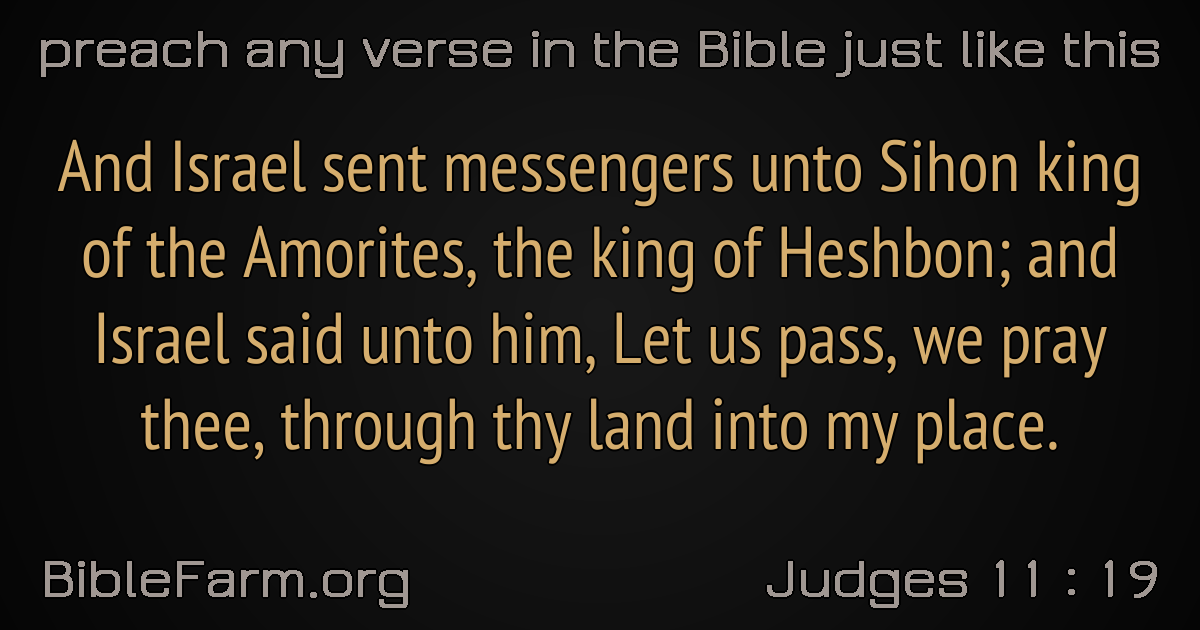 preach any verse in the Bible just like this
And Israel sent messengers unto Sihon king
of the Amorites, the king of Heshbon; and
Israel said unto him, Let us pass, we pray
thee, through thy land into my place.
BibleFarm.org
Judges 11 : 19